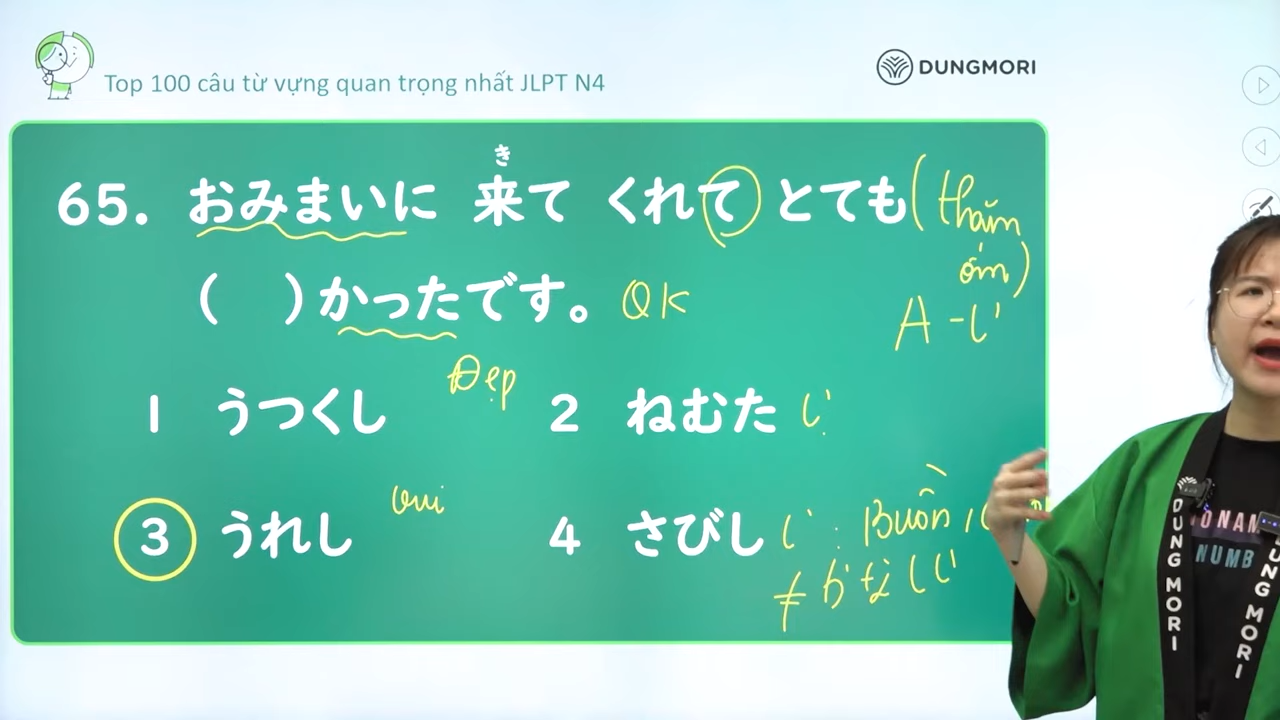 Top 100 câu từ vựng quan trọng nhất JLPT N4
DUNGMORI
き
65. おみまいに 来て くれて とても (thăm
ốm)
(　)かったです。 OK
A-い
Đẹp
1 うつくし 2 ねむた い
vui
3 うれし 4 さびし い : Buồn,
≠ かなしい
DUNG MORI
NUMB
DUNG MORI